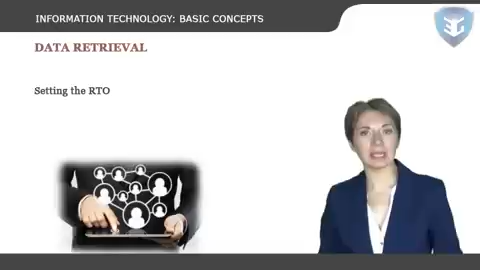 INFORMATION TECHNOLOGY: BASIC CONCEPTS
DATA RETRIEVAL
Setting the RTO